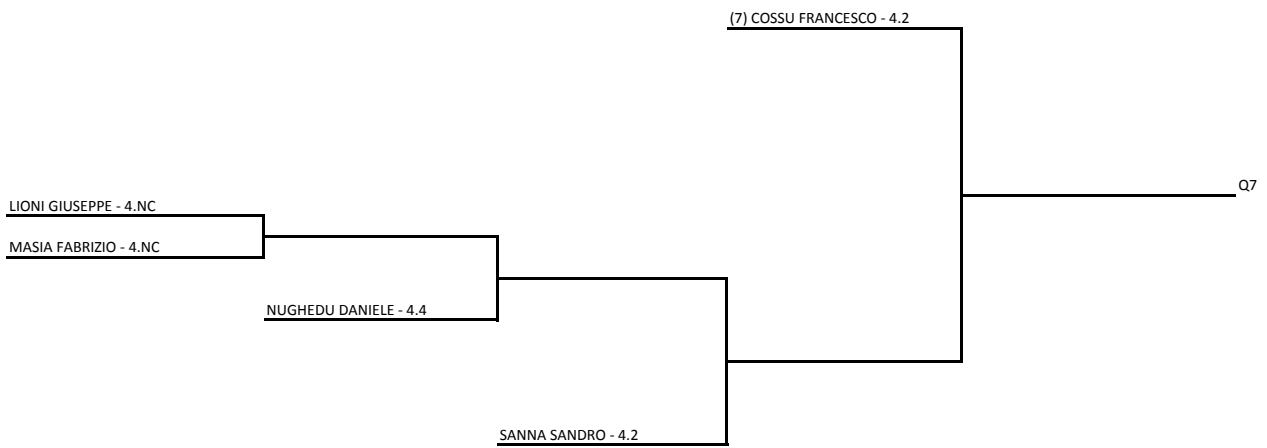 (7) COSSU FRANCESCO - 4.2
Q7
LIONI GIUSEPPE - 4.NC
MASIA FABRIZIO - 4.NC
NUGHEDU DANIELE - 4.4
SANNA SANDRO - 4.2